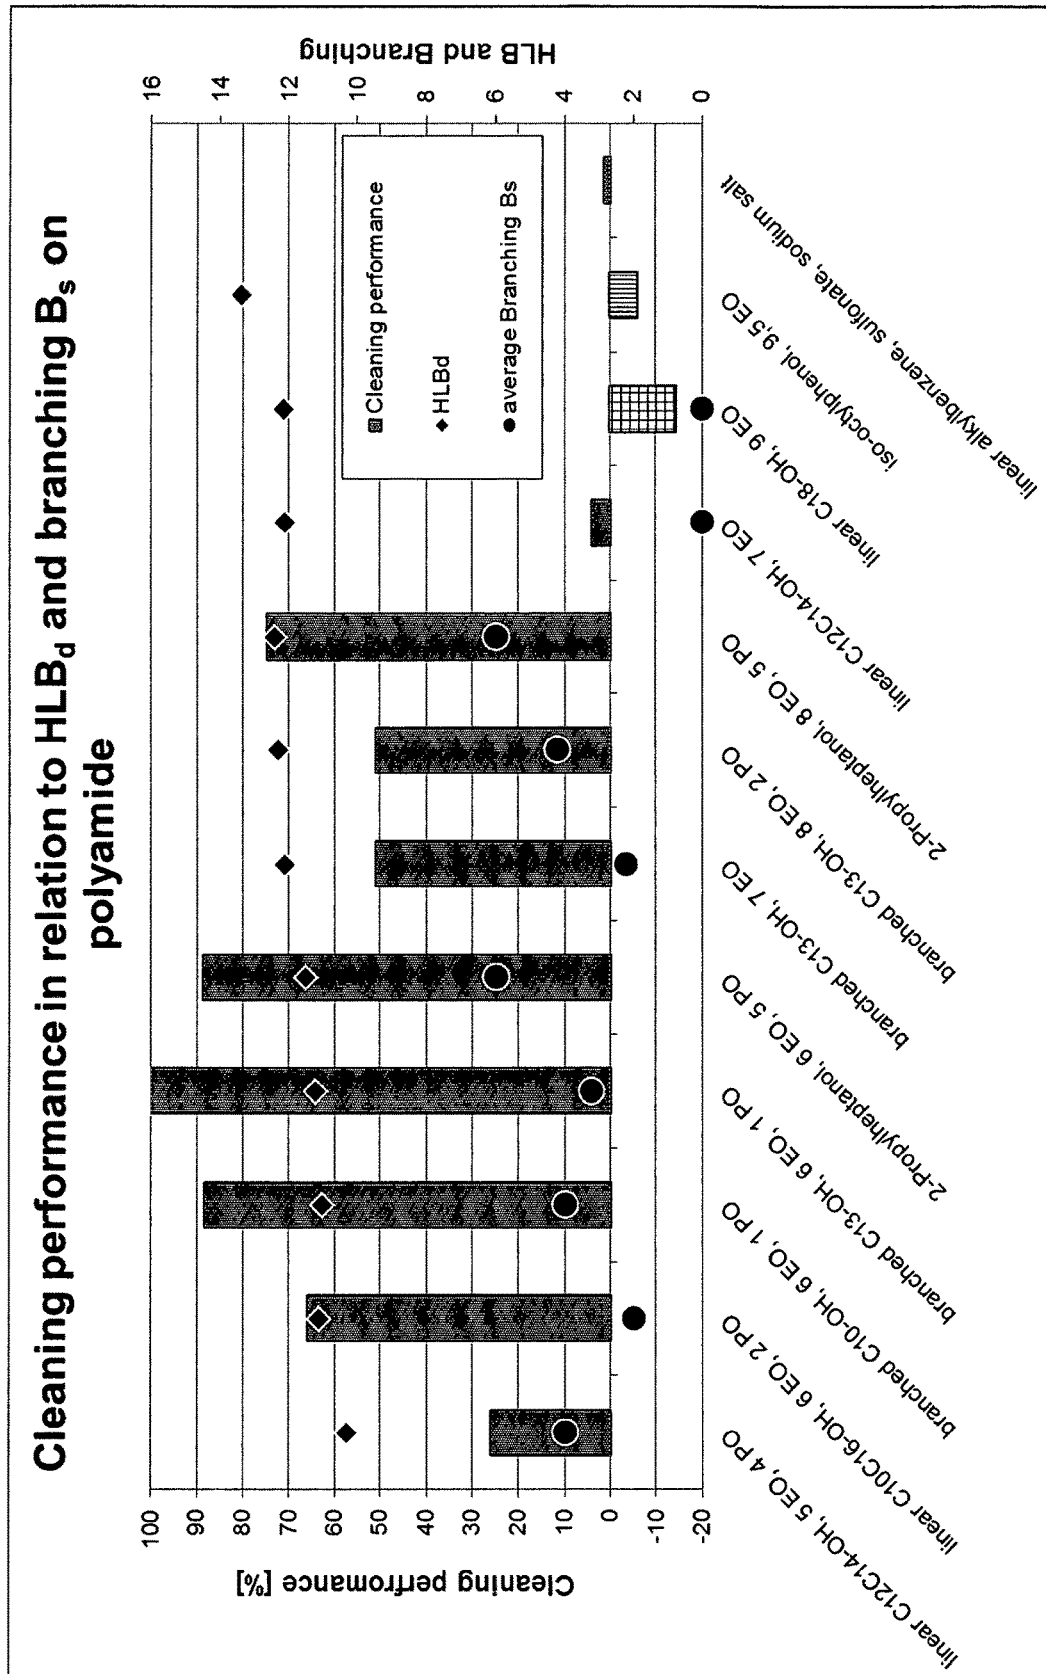 Cleaning performance in relation to HLBd and branching Bs on
polyamide
Cleaning perfromance [%]
100
90
80
70
60
50
40
30
20
10
0
-10
-20
HLB and Branching
16
14
13
12
10
9
7
6
4
2
0
Cleaning performance
HLBd
average Branching Bs
linear C12C14-OH, 5 EO, 4 PO
linear C10C16-OH, 6 EO, 2 PO
branched C10-OH, 6 EO, 1 PO
branched C13-OH, 6 EO, 1 PO
2-Propylheptanol, 6 EO, 5 PO
branched C13-OH, 7 EO
branched C13-OH, 8 EO, 2 PO
2-Propylheptanol, 8 EO, 5 PO
linear C12C14-OH, 7 EO
linear C18-OH, 9 EO
iso-octylphenol, 9,5 EO
linear alkylbenzene, sulfonate, sodium salt